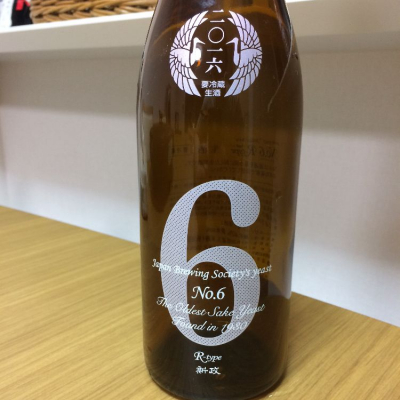 二〇一六
要冷蔵
生酒
6
Japan Brewing Society's yeast
No.6
The Oldest Sake Yeast
Found in 1930
R-type
新政